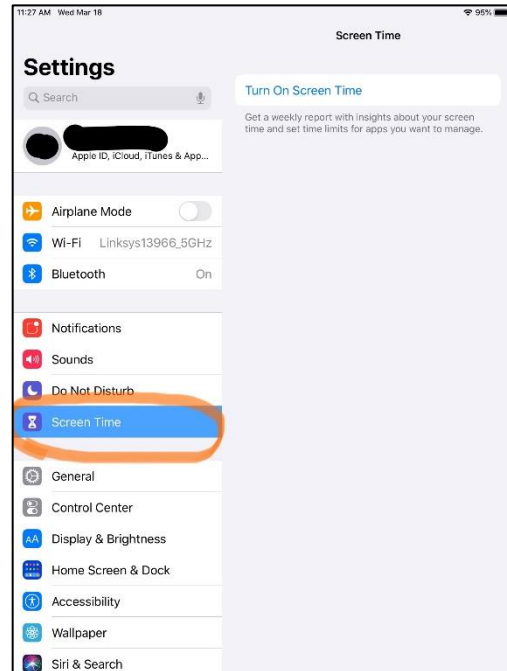 11:27 AM Wed Mar 18
95%
Screen Time
Settings
Search
Turn On Screen Time
Get a weekly report with insights about your screen
time and set time limits for apps you want to manage.
Apple ID, iCloud, iTunes & App...
Airplane Mode
Wi-Fi Linksys13966_5GHz
Bluetooth On
Notifications
Sounds
Do Not Disturb
Screen Time
General
Control Center
AA
Display & Brightness
Home Screen & Dock
Accessibility
Wallpaper
Siri & Search